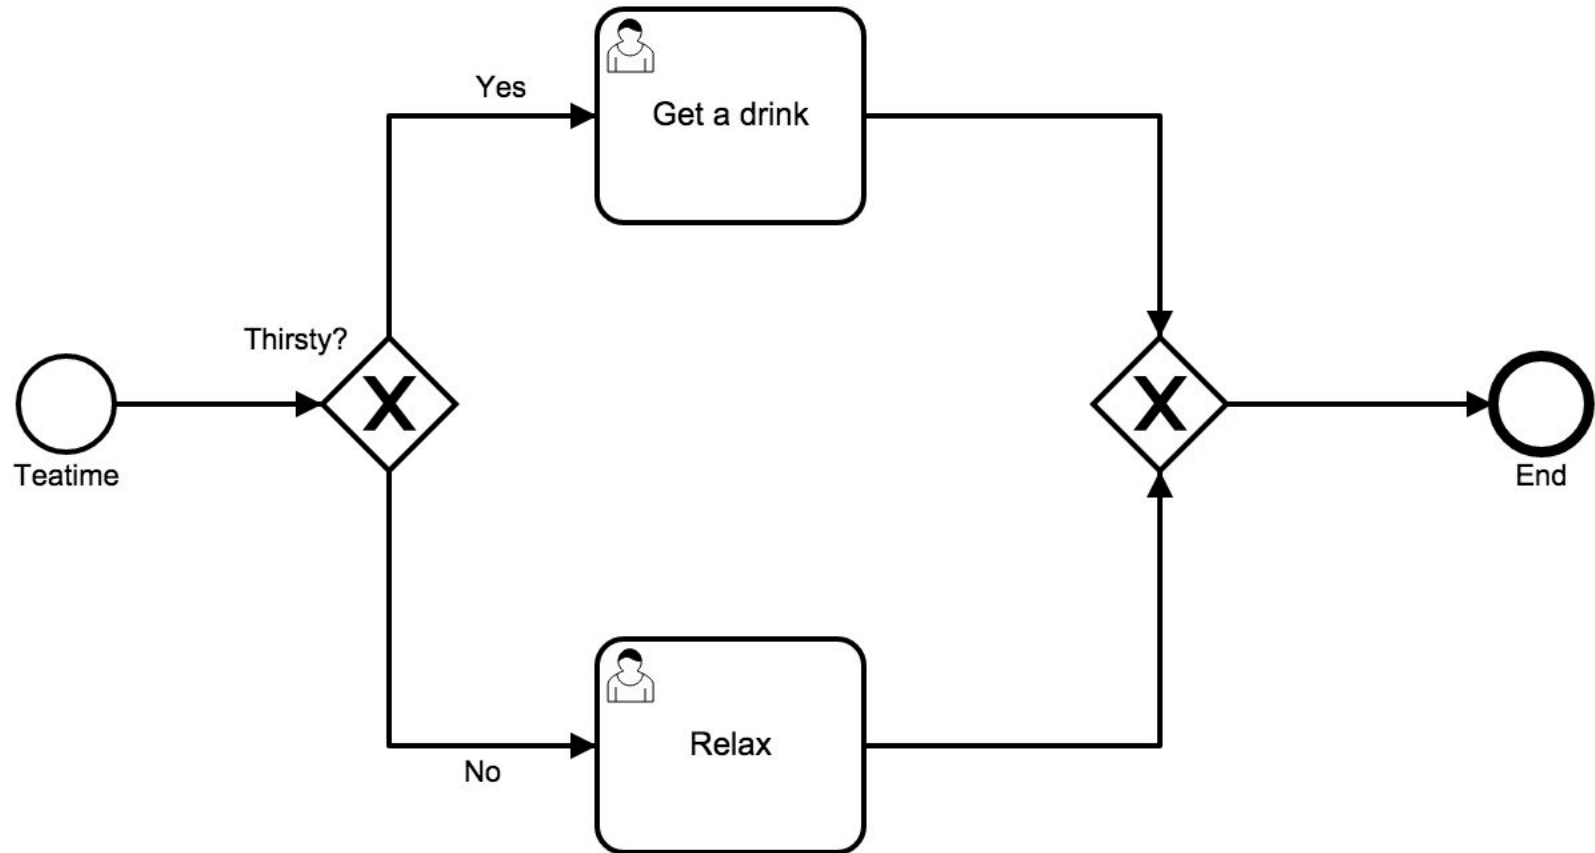 Yes
Get a drink
Thirsty?
X
X
Teatime
End
Relax
No